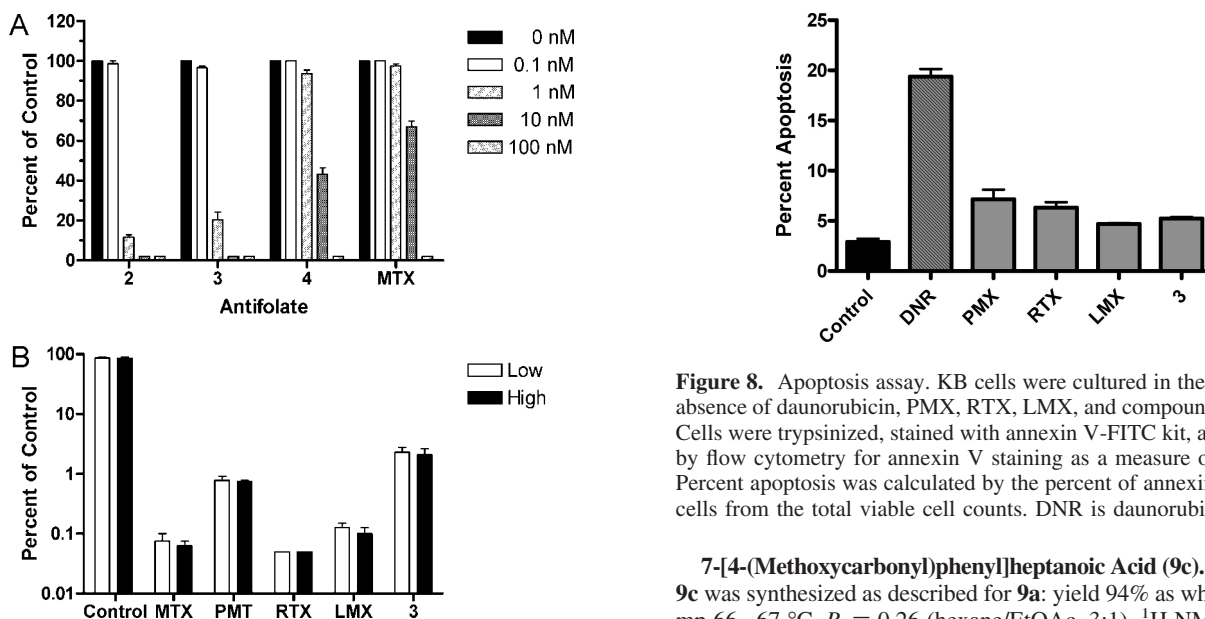 A
120
100
80
60
40
20
0
Percent of Control
2 3 4 MTX
Antifolate
0 nM
0.1 nM
1 nM
10 nM
100 nM
B
100
10
1
0.1
0.01
Percent of Control
Control MTX PMT RTX LMX 3
Low
High
25
20
15
10
5
0
Percent Apoptosis
Control DNR PMX RTX LMX 3
Figure 8. Apoptosis assay. KB cells were cultured in the
absence of daunorubicin, PMX, RTX, LMX, and compoun
Cells were trypsinized, stained with annexin V-FITC kit, a
by flow cytometry for annexin V staining as a measure o
Percent apoptosis was calculated by the percent of annexin
cells from the total viable cell counts. DNR is daunorubi
7-[4-(Methoxycarbonyl)phenyl]heptanoic Acid (9c).
9c was synthesized as described for 9a: yield 94% as wh